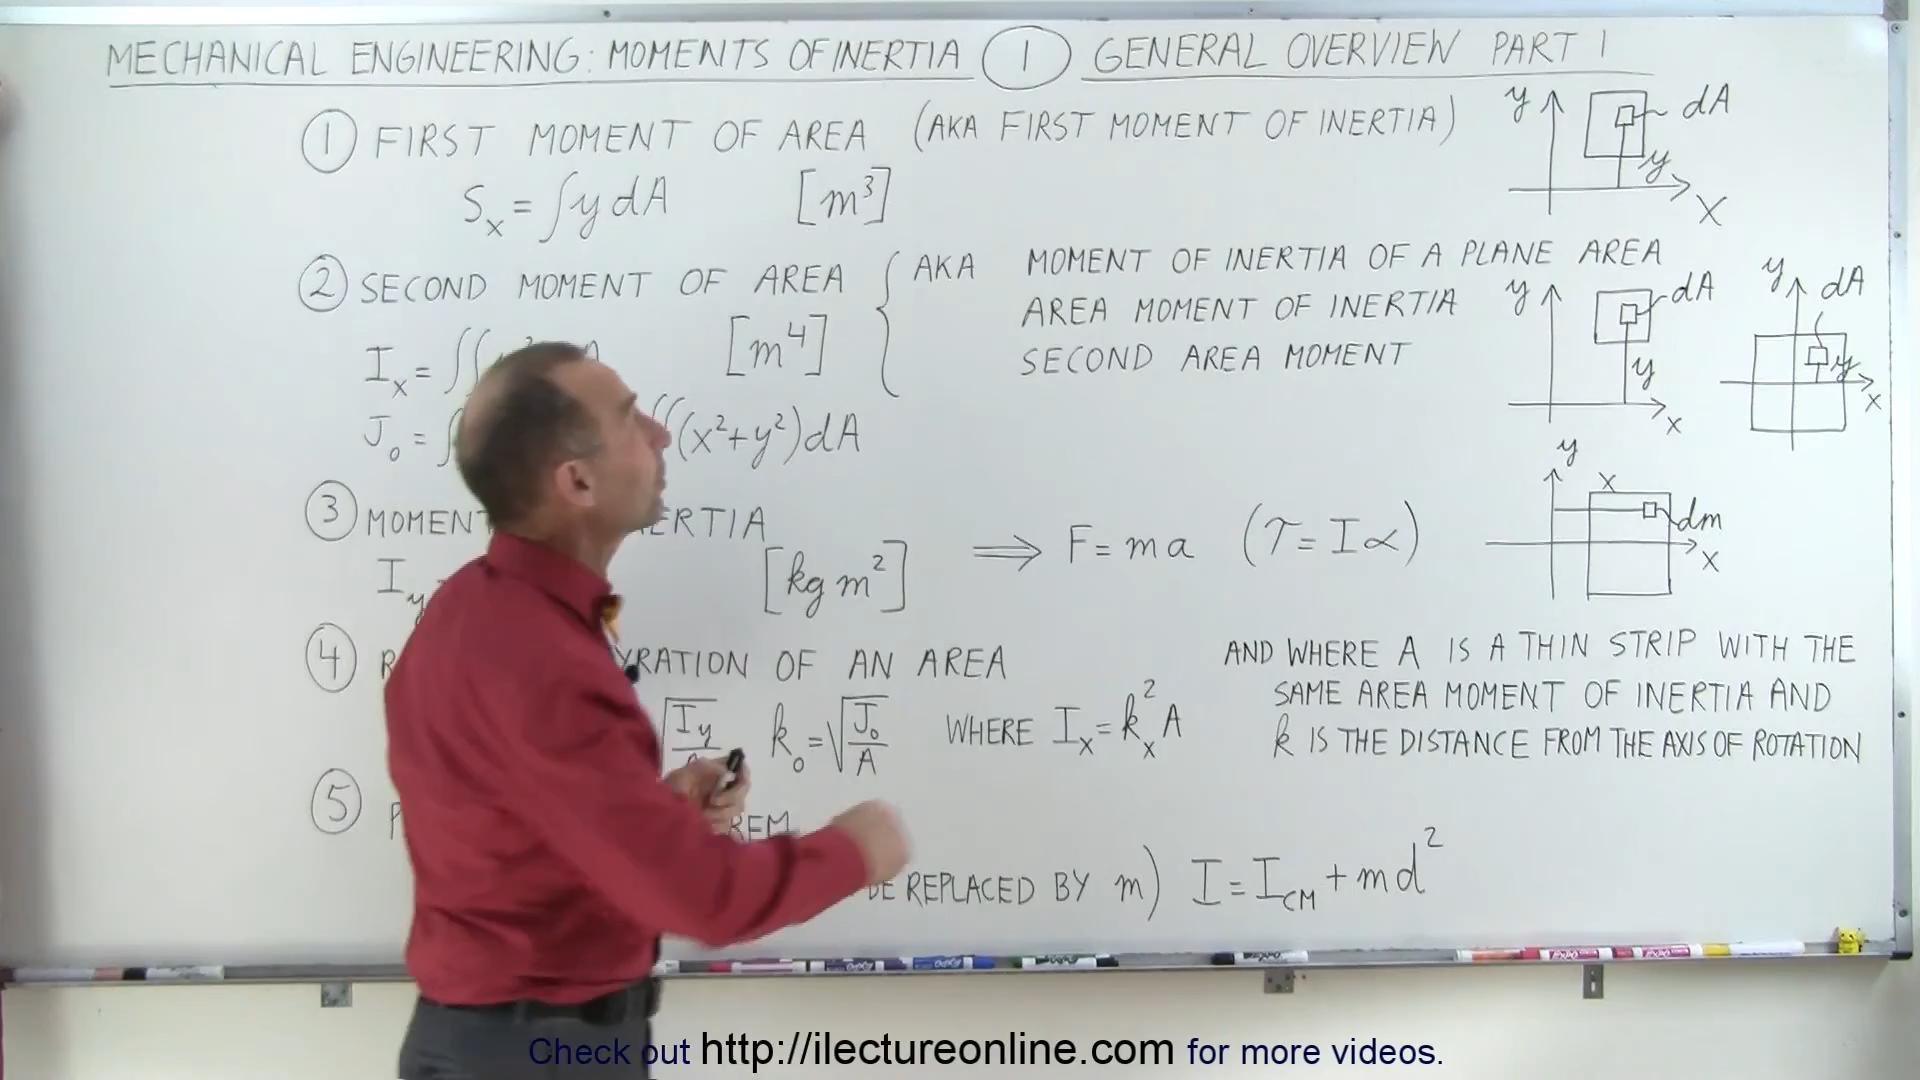 MECHANICAL ENGINEERING: MOMENTS OF INERTIA ① GENERAL OVERVIEW PART 1
① FIRST MOMENT OF AREA (AKA FIRST MOMENT OF INERTIA)
Sₓ = ∫y dA [m³]
y dA
y
X
② SECOND MOMENT OF AREA { AKA MOMENT OF INERTIA OF A PLANE AREA
AREA MOMENT OF INERTIA
SECOND AREA MOMENT
Iₓ = ∫∫ [m⁴]
J₀ = ∫ ∫∫(x²+y²)dA
y dA
y
x
y dA
y
x
③ MOMENT ERTIA
I_y [kg m²] ⟹ F = ma (τ = Iα)
y
x
dm
x
④ R YRATION OF AN AREA
√(I_y/A) k₀ = √(J₀/A) WHERE Iₓ = kₓ²A
AND WHERE A IS A THIN STRIP WITH THE
SAME AREA MOMENT OF INERTIA AND
k IS THE DISTANCE FROM THE AXIS OF ROTATION
⑤ P REM
BE REPLACED BY m) I = I_CM + md²
Check out http://ilectureonline.com for more videos.